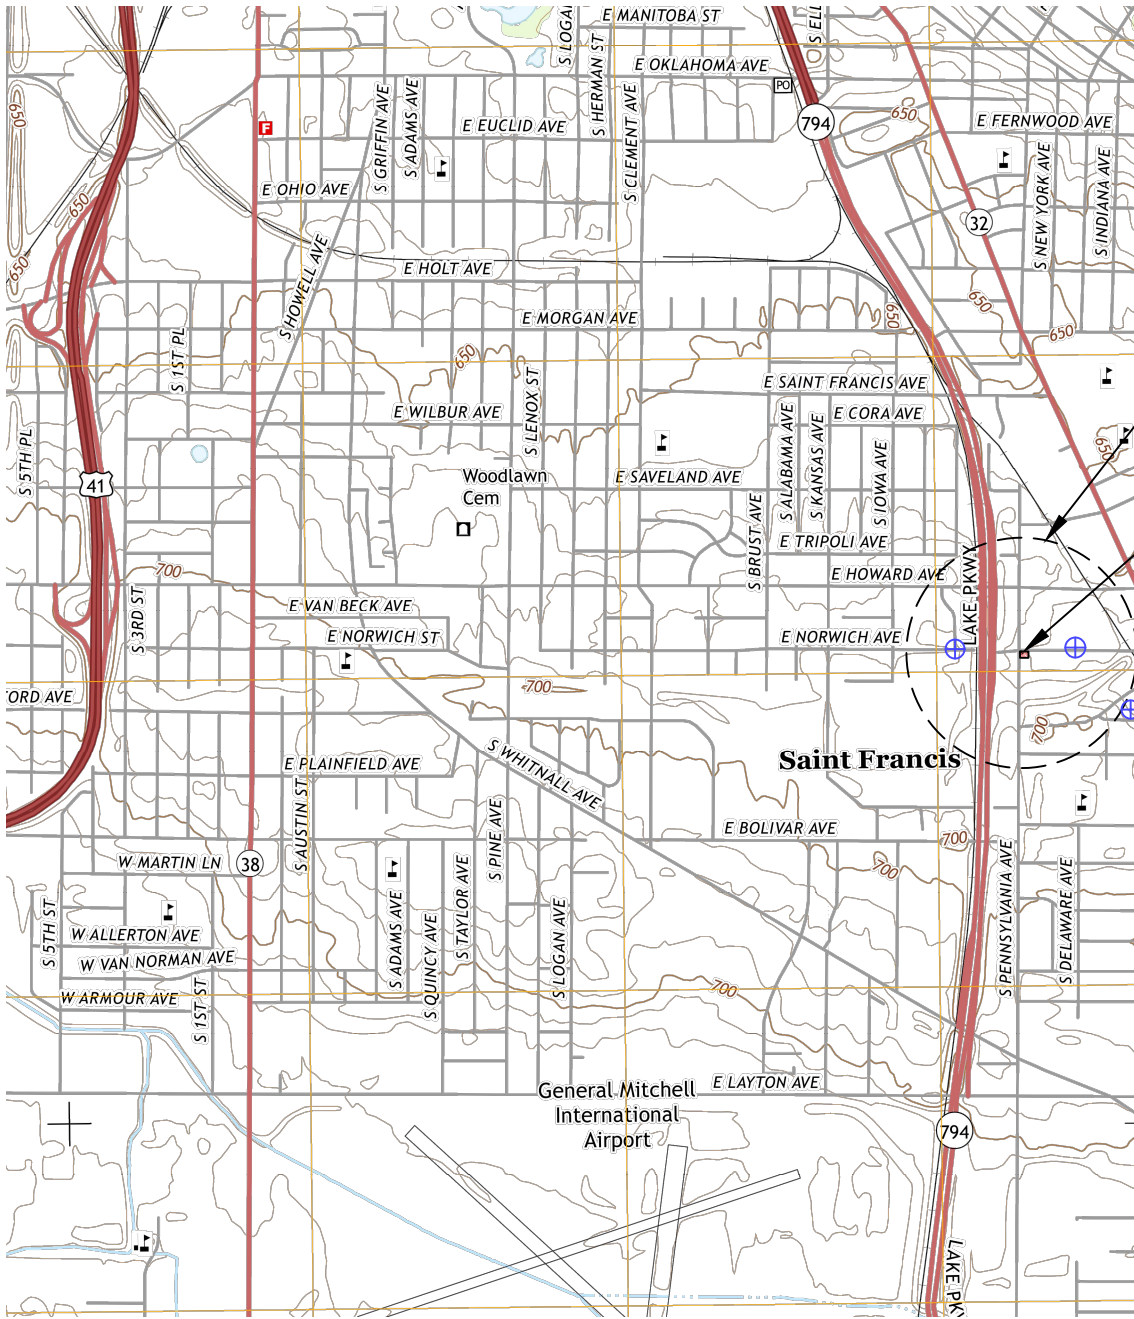 E MANITOBA ST
S LOGA
S ELL
S HERMAN ST
E OKLAHOMA AVE
PO
S GRIFFIN AVE
S ADAMS AVE
S CLEMENT AVE
650
794
650
F
E EUCLID AVE
E FERNWOOD AVE
E OHIO AVE
S NEW YORK AVE
S INDIANA AVE
650
32
S HOWELL AVE
650
E HOLT AVE
650
650
E MORGAN AVE
650
S 1ST PL
650
S LENOX ST
E SAINT FRANCIS AVE
E WILBUR AVE
E CORA AVE
S ALABAMA AVE
S KANSAS AVE
S 5TH PL
S IOWA AVE
650
Woodlawn
Cem
E SAVELAND AVE
41
S BRUST AVE
E TRIPOLI AVE
700
E HOWARD AVE
LAKE PKWY
S 3RD ST
E VAN BECK AVE
E NORWICH ST
E NORWICH AVE
700
ORD AVE
700
S WHITNALL AVE
Saint Francis
E PLAINFIELD AVE
S AUSTIN ST
S PINE AVE
E BOLIVAR AVE
700
W MARTIN LN
38
700
S TAYLOR AVE
S PENNSYLVANIA AVE
S DELAWARE AVE
S 5TH ST
S ADAMS AVE
S QUINCY AVE
S LOGAN AVE
W ALLERTON AVE
W VAN NORMAN AVE
700
W ARMOUR AVE
S 1ST ST
E LAYTON AVE
General Mitchell
International
Airport
794
LAKE PK